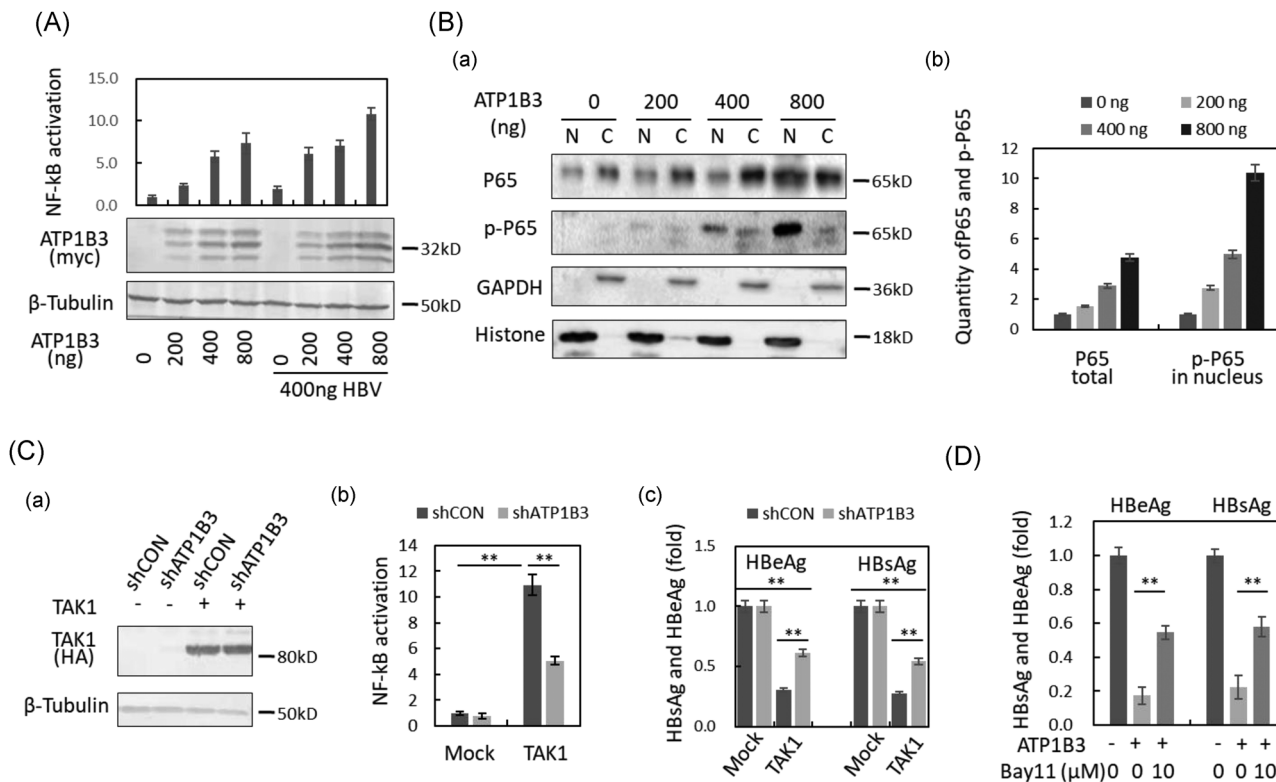 (A)
15.0
10.0
5.0
0.0
NF-kB activation
ATP1B3
(myc)
32kD
β-Tubulin
50kD
ATP1B3
(ng)
0 200 400 800 0 200 400 800
400ng HBV
(B)
(a)
ATP1B3
(ng)
0 200 400 800
N C N C N C N C
P65
65kD
p-P65
65kD
GAPDH
36kD
Histone
18kD
(b)
0 ng 200 ng
400 ng 800 ng
Quantity ofP65 and p-P65
12
10
8
6
4
2
0
P65
total
p-P65
in nucleus
(C)
(a)
shCON shATP1B3 shCON shATP1B3
TAK1 - - + +
TAK1
(HA)
80kD
β-Tubulin
50kD
(b)
shCON shATP1B3
NF-kB activation
14
12
10
8
6
4
2
0
** **
Mock TAK1
(c)
shCON shATP1B3
HBsAg and HBeAg (fold)
1.5
1.0
0.5
0.0
HBeAg HBsAg
** **
** **
Mock TAK1 Mock TAK1
(D)
HBeAg HBsAg
HBsAg and HBeAg (fold)
1.2
1.0
0.8
0.6
0.4
0.2
0.0
** **
ATP1B3 - + + - + +
Bay11 (μM) 0 0 10 0 0 10